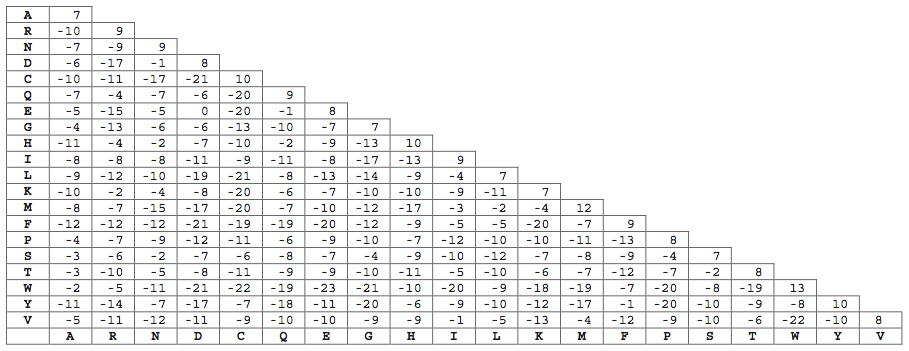 A 7
R -10 9
N -7 -9 9
D -6 -17 -1 8
C -10 -11 -17 -21 10
Q -7 -4 -7 -6 -20 9
E -5 -15 -5 0 -20 -1 8
G -4 -13 -6 -6 -13 -10 -7 7
H -11 -4 -2 -7 -10 -2 -9 -13 10
I -8 -8 -8 -11 -9 -11 -8 -17 -13 9
L -9 -12 -10 -19 -21 -8 -13 -14 -9 -4 7
K -10 -2 -4 -8 -20 -6 -7 -10 -10 -9 -11 7
M -8 -7 -15 -17 -20 -7 -10 -12 -17 -3 -2 -4 12
F -12 -12 -12 -21 -19 -19 -20 -12 -9 -5 -5 -20 -7 9
P -4 -7 -9 -12 -11 -6 -9 -10 -7 -12 -10 -10 -11 -13 8
S -3 -6 -2 -7 -6 -8 -7 -4 -9 -10 -12 -7 -8 -9 -4 7
T -3 -10 -5 -8 -11 -9 -9 -10 -11 -5 -10 -6 -7 -12 -7 -2 8
W -2 -5 -11 -21 -22 -19 -23 -21 -10 -20 -9 -18 -19 -7 -20 -8 -19 13
Y -11 -14 -7 -17 -7 -18 -11 -20 -6 -9 -10 -12 -17 -1 -20 -10 -9 -8 10
V -5 -11 -12 -11 -9 -10 -10 -9 -9 -1 -5 -13 -4 -12 -9 -10 -6 -22 -10 8
A R N D C Q E G H I L K M F P S T W Y V